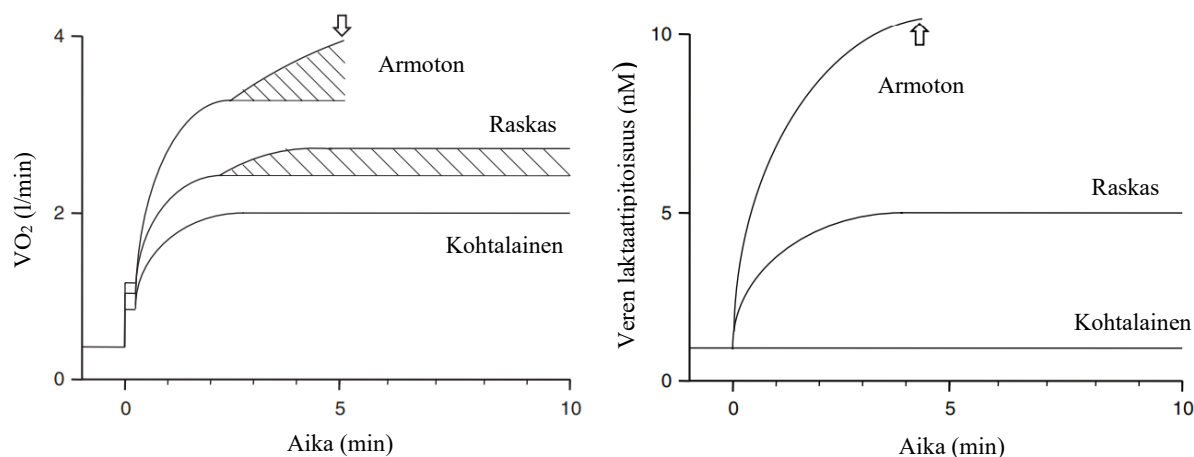 4
2
0
VO₂ (l/min)
Armoton
Raskas
Kohtalainen
0
5
10
Aika (min)
10
5
0
Veren laktaattipitoisuus (nM)
Armoton
Raskas
Kohtalainen
0
5
10
Aika (min)